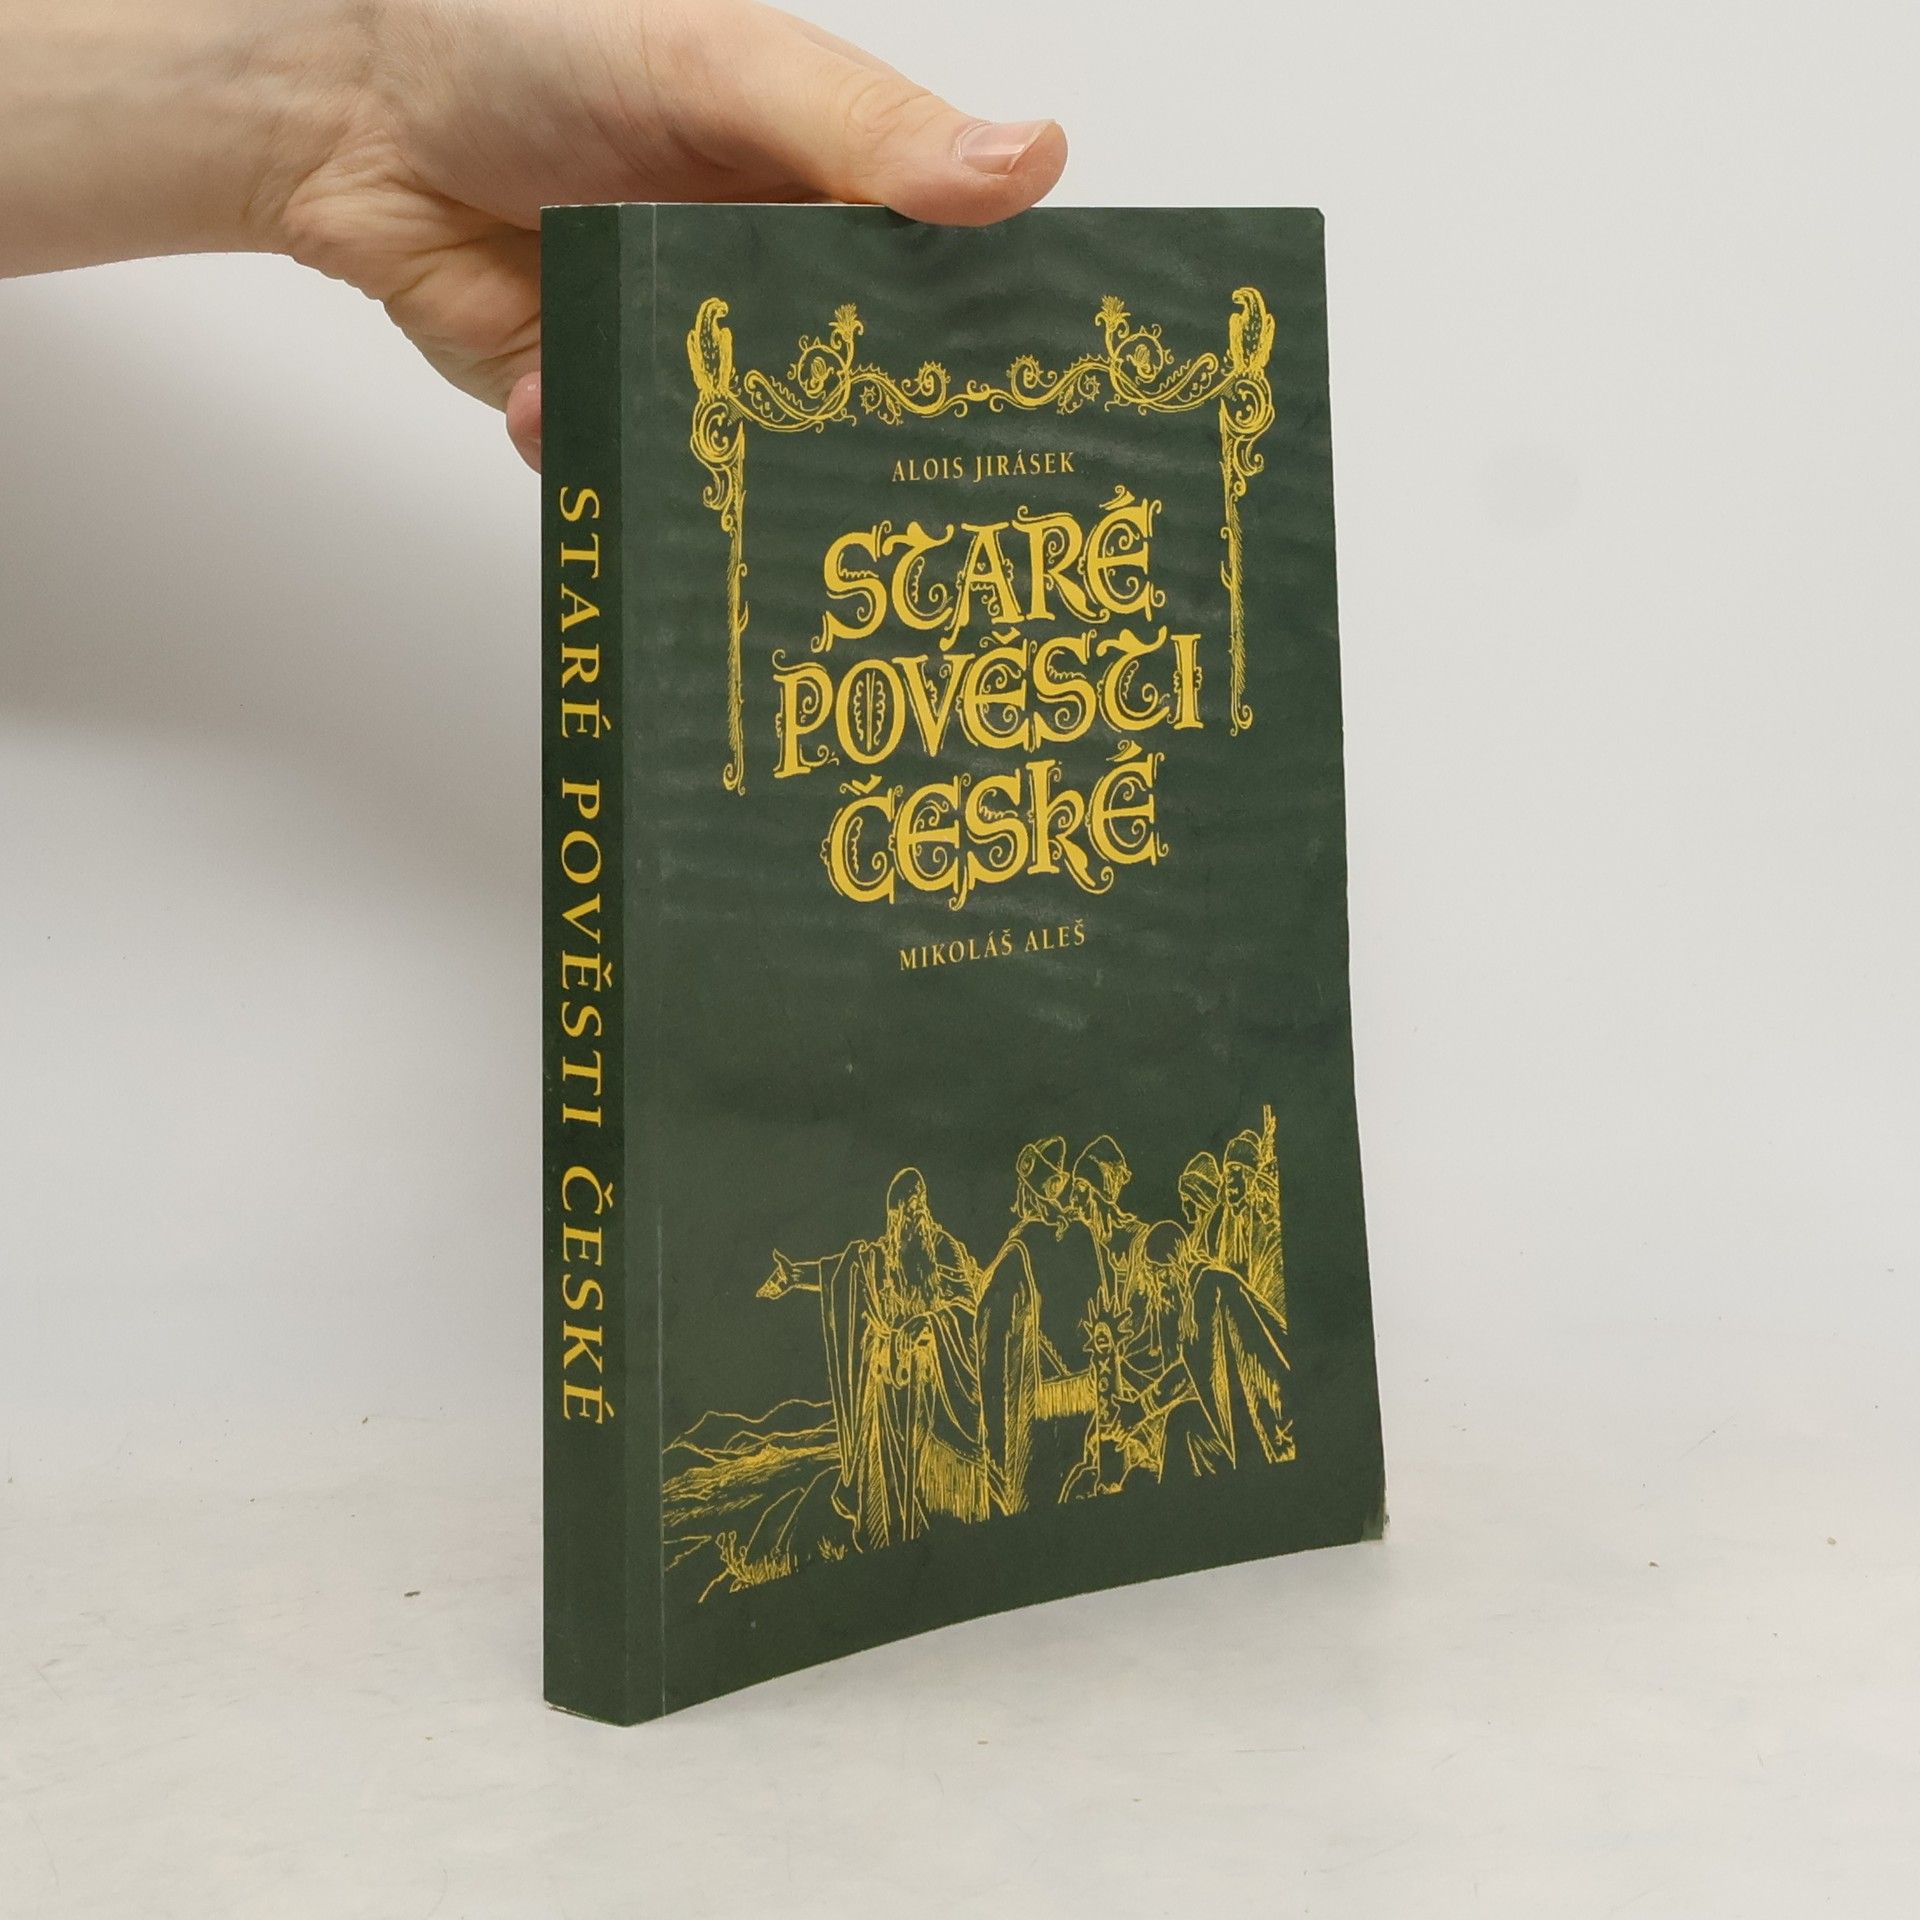 STARÉ POVĚSTI ČESKÉ
ALOIS JIRÁSEK
STARÉ
POVĚSTI
ČESKÉ
MIKOLÁŠ ALEŠ